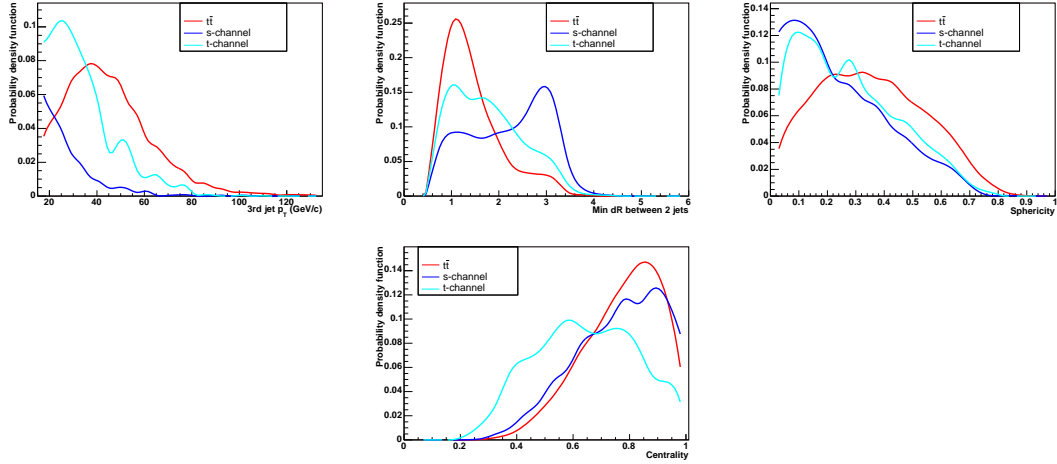 Probability density function
tt̄
s-channel
t-channel
0.1
0.08
0.06
0.04
0.02
0
20 40 60 80 100 120
3rd jet p_T (GeV/c)
Probability density function
tt̄
s-channel
t-channel
0.25
0.2
0.15
0.1
0.05
0
0 1 2 3 4 5 6
Min dR between 2 jets
Probability density function
tt̄
s-channel
t-channel
0.14
0.12
0.1
0.08
0.06
0.04
0.02
0
0.1 0.2 0.3 0.4 0.5 0.6 0.7 0.8 0.9 1
Sphericity
Probability density function
tt̄
s-channel
t-channel
0.14
0.12
0.1
0.08
0.06
0.04
0.02
0
0 0.2 0.4 0.6 0.8 1
Centrality